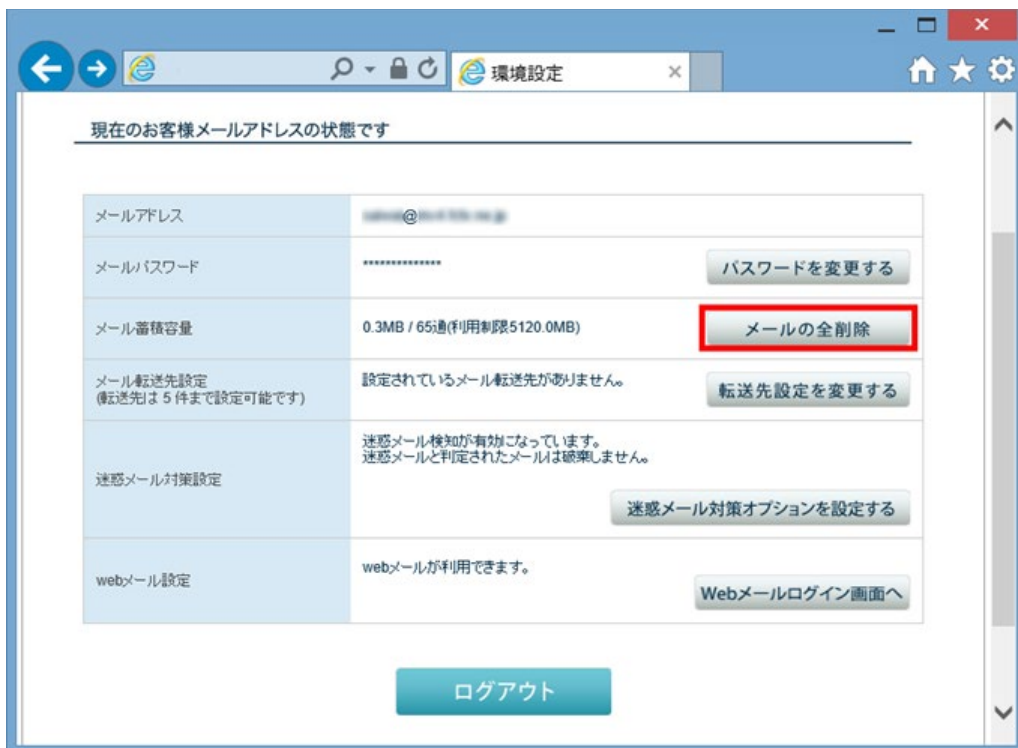 環境設定
現在のお客様メールアドレスの状態です
メールアドレス
@
メールパスワード
**************
パスワードを変更する
メール蓄積容量
0.3MB / 65通(利用制限5120.0MB)
メールの全削除
メール転送先設定
(転送先は5件まで設定可能です)
設定されているメール転送先がありません。
転送先設定を変更する
迷惑メール対策設定
迷惑メール検知が有効になっています。
迷惑メールと判定されたメールは破棄しません。
迷惑メール対策オプションを設定する
webメール設定
webメールが利用できます。
Webメールログイン画面へ
ログアウト